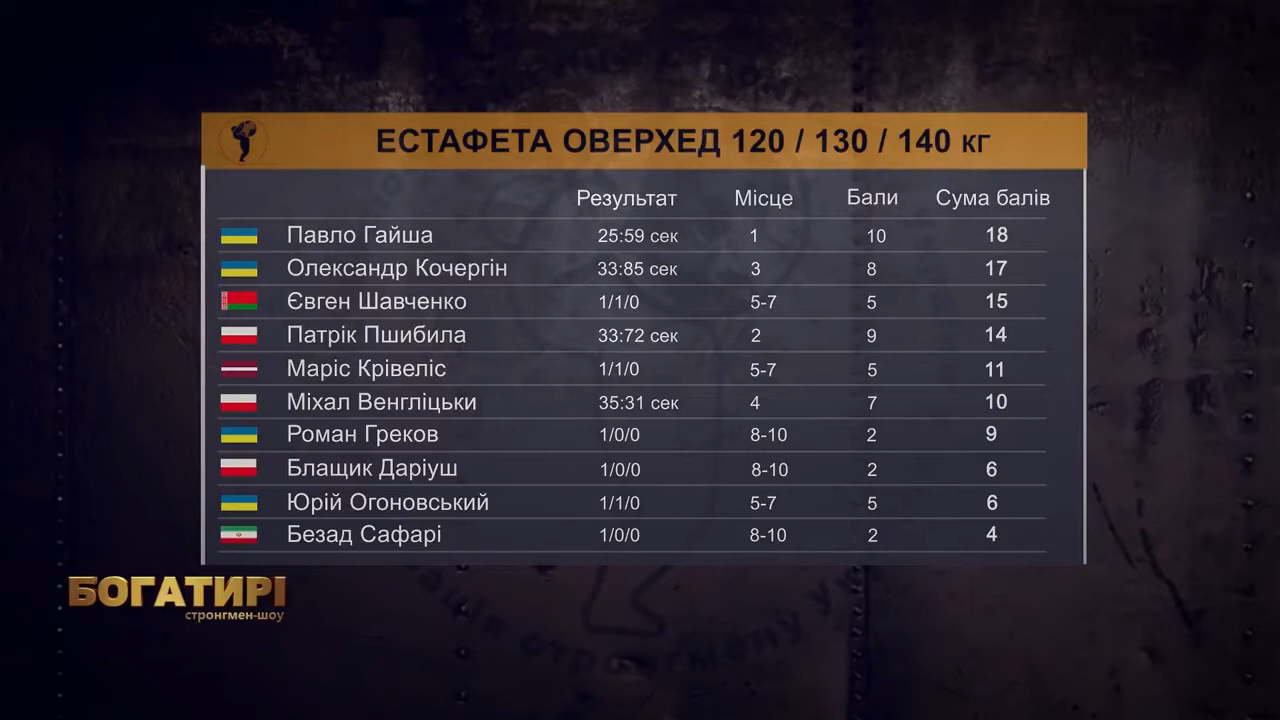 ЕСТАФЕТА ОВЕРХЕД 120 / 130 / 140 кг
Результат Місце Бали Сума балів
Павло Гайша 25:59 сек 1 10 18
Олександр Кочергін 33:85 сек 3 8 17
Євген Шавченко 1/1/0 5-7 5 15
Патрік Пшибила 33:72 сек 2 9 14
Маріс Крівеліс 1/1/0 5-7 5 11
Міхал Венгліцьки 35:31 сек 4 7 10
Роман Греков 1/0/0 8-10 2 9
Блащик Даріуш 1/0/0 8-10 2 6
Юрій Огоновський 1/1/0 5-7 5 6
Безад Сафарі 1/0/0 8-10 2 4
БОГАТИРІ
стронгмен-шоу